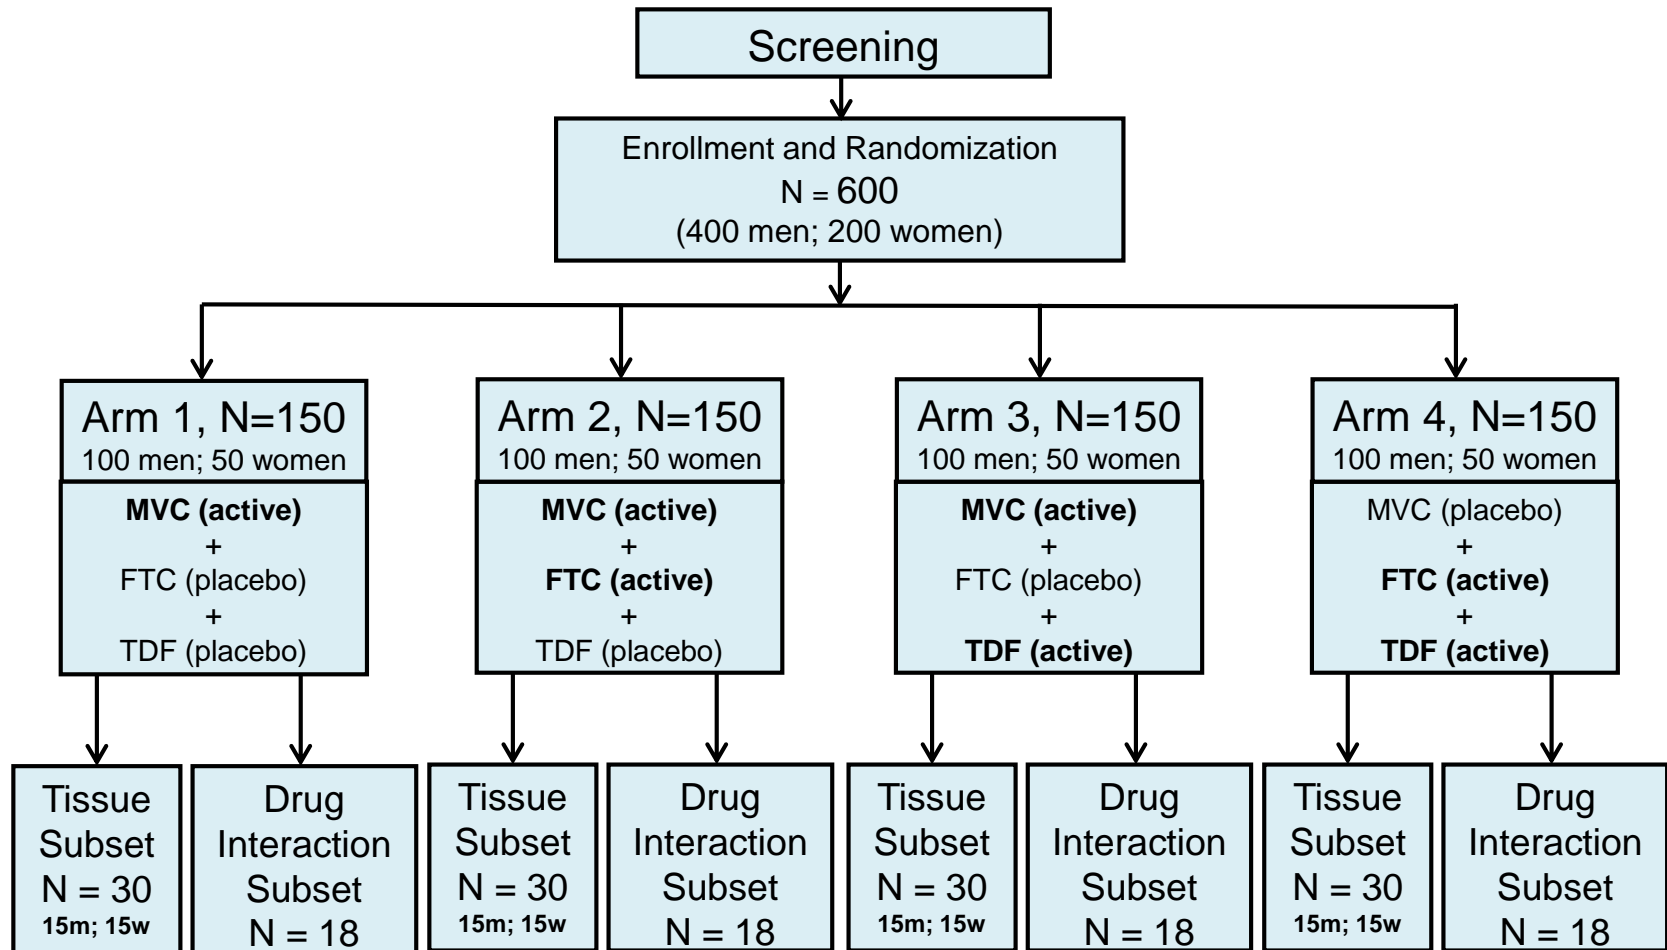 Screening
Enrollment and Randomization
N = 600
(400 men; 200 women)
Arm 1, N=150
100 men; 50 women
MVC (active)
+
FTC (placebo)
+
TDF (placebo)
Arm 2, N=150
100 men; 50 women
MVC (active)
+
FTC (active)
+
TDF (placebo)
Arm 3, N=150
100 men; 50 women
MVC (active)
+
FTC (placebo)
+
TDF (active)
Arm 4, N=150
100 men; 50 women
MVC (placebo)
+
FTC (active)
+
TDF (active)
Tissue
Subset
N = 30
15m; 15w
Drug
Interaction
Subset
N = 18
Tissue
Subset
N = 30
15m; 15w
Drug
Interaction
Subset
N = 18
Tissue
Subset
N = 30
15m; 15w
Drug
Interaction
Subset
N = 18
Tissue
Subset
N = 30
15m; 15w
Drug
Interaction
Subset
N = 18